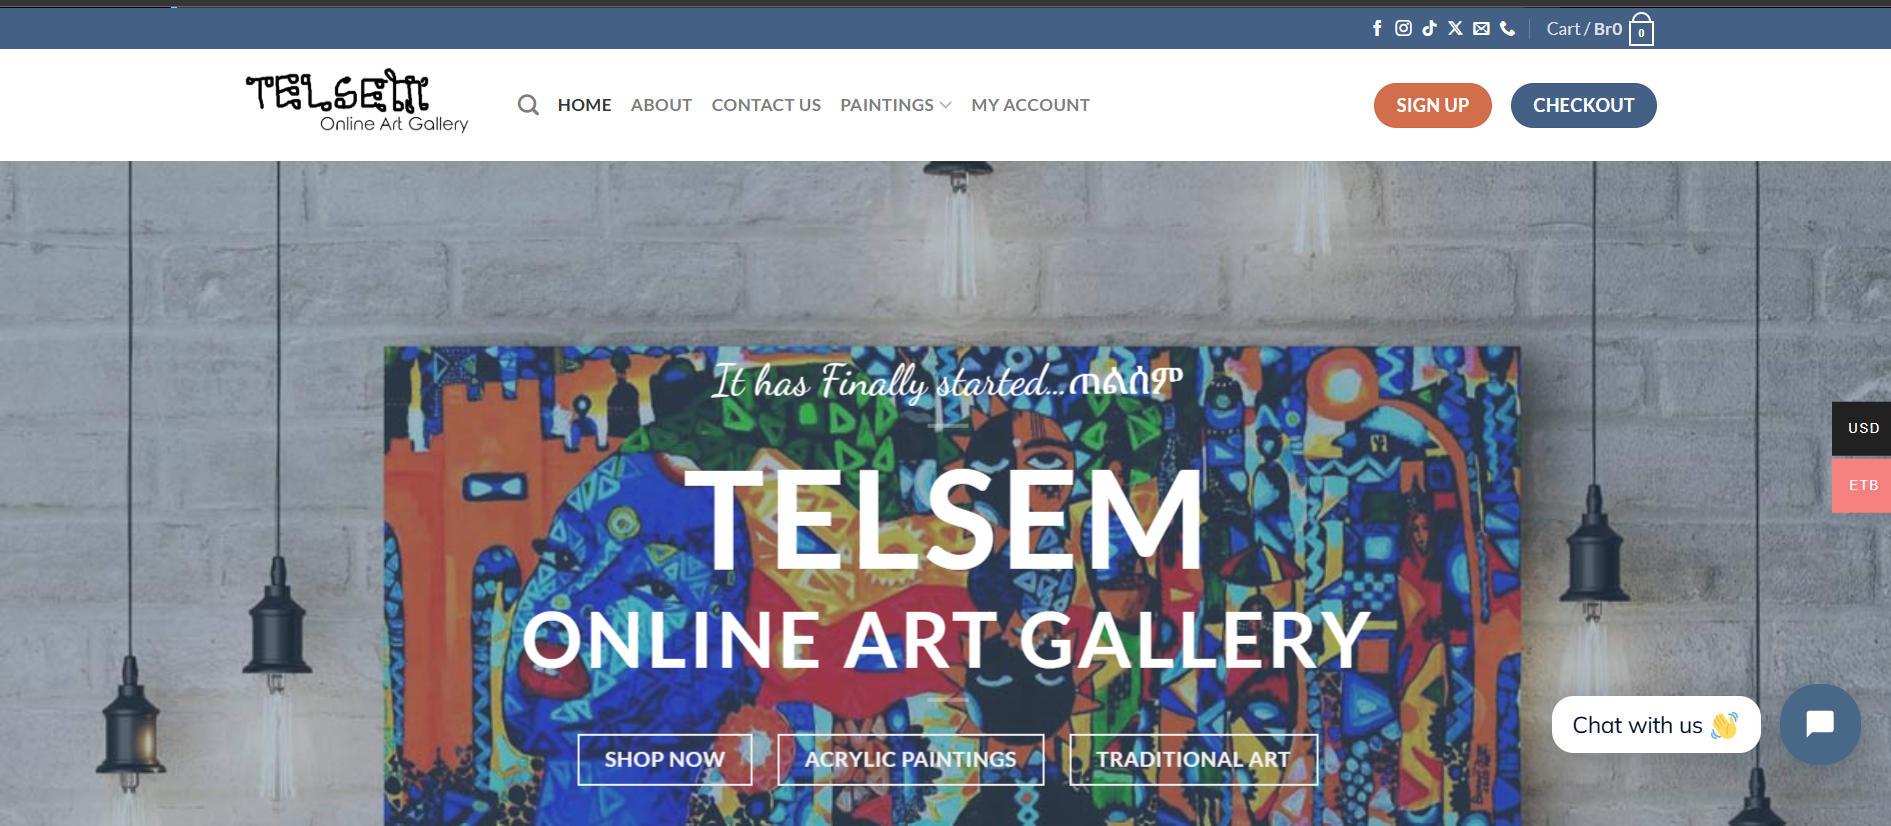 Cart / Br0 0
TELSEM
Online Art Gallery
HOME ABOUT CONTACT US PAINTINGS MY ACCOUNT
SIGN UP CHECKOUT
It has Finally started...ጠልሰም
TELSEM
ONLINE ART GALLERY
SHOP NOW ACRYLIC PAINTINGS TRADITIONAL ART
USD
ETB
Chat with us 👋